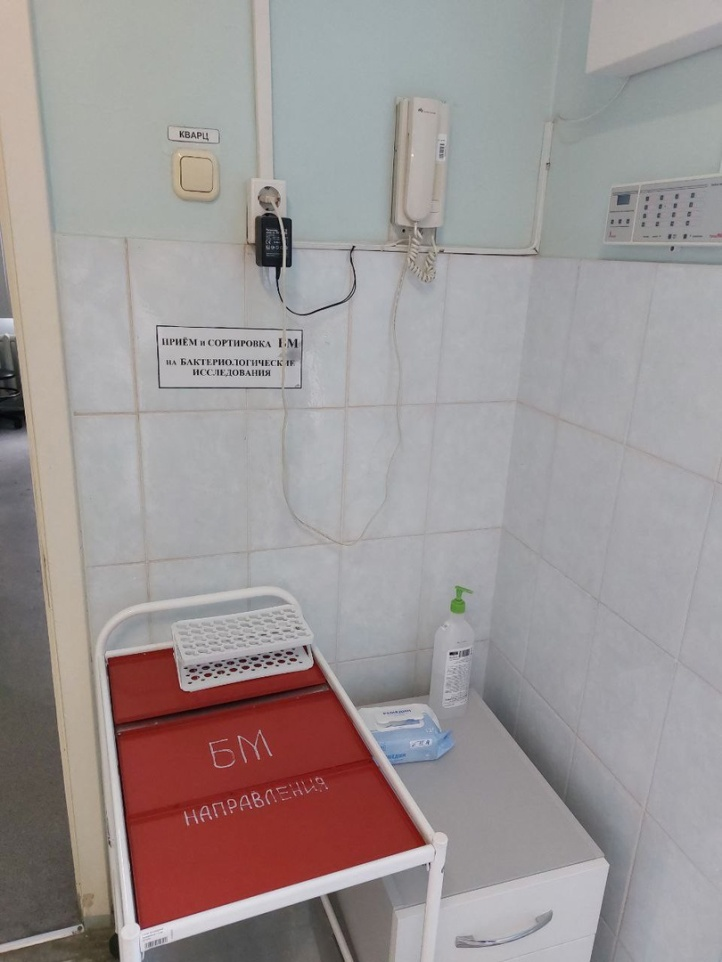 КВАРЦ
ПРИЁМ и СОРТИРОВКА БМ
на БАКТЕРИОЛОГИЧЕСКИЕ
ИССЛЕДОВАНИЯ
БМ
НАПРАВЛЕНИЯ